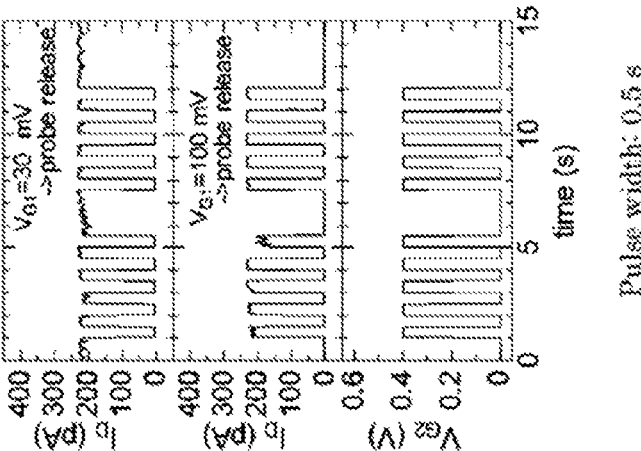 V_G1=30 mV
->probe release
400
300
200
100
0
I_D (pA)
V_G1=100 mV
->probe release
400
300
200
100
0
I_D (pA)
0.6
0.4
0.2
0
V_G2 (V)
0
5
10
15
time (s)
Pulse width: 0.5 s